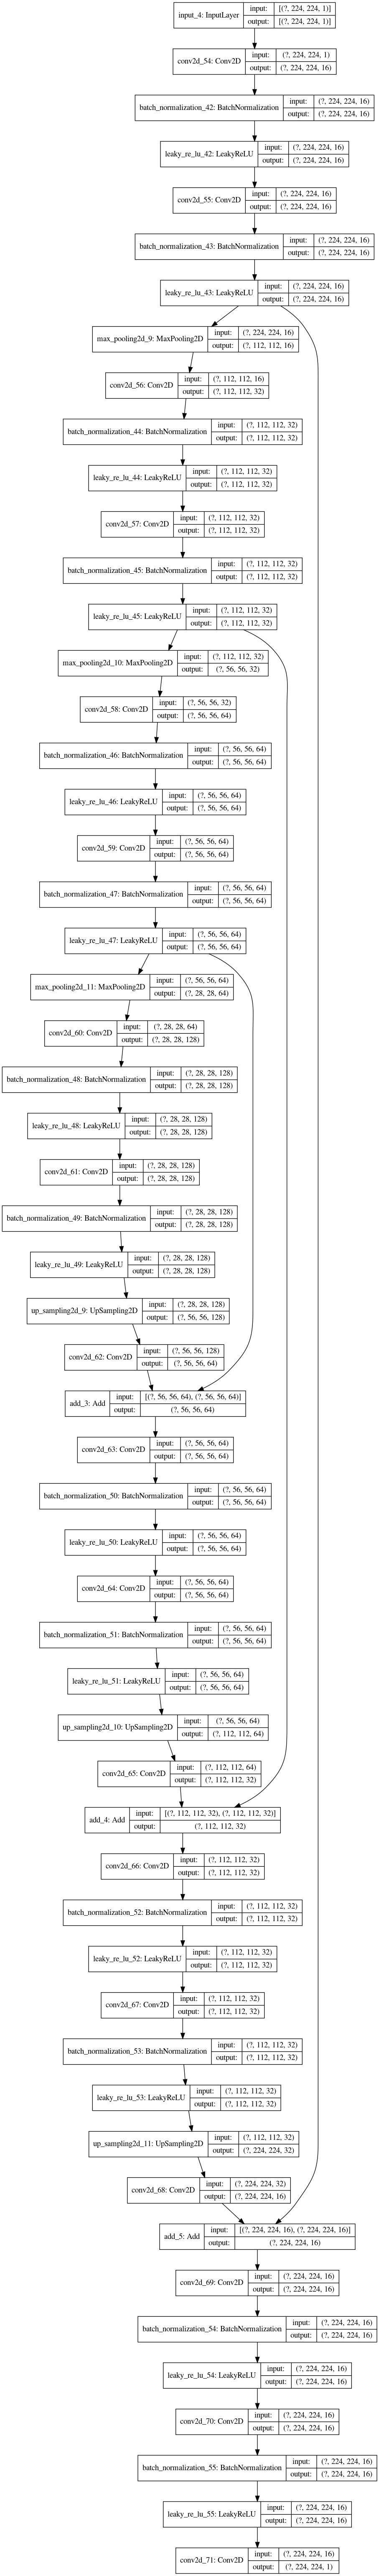 input_4: InputLayer input: [(?, 224, 224, 1)]
output: [(?, 224, 224, 1)]
conv2d_54: Conv2D input: (?, 224, 224, 1)
output: (?, 224, 224, 16)
batch_normalization_42: BatchNormalization input: (?, 224, 224, 16)
output: (?, 224, 224, 16)
leaky_re_lu_42: LeakyReLU input: (?, 224, 224, 16)
output: (?, 224, 224, 16)
conv2d_55: Conv2D input: (?, 224, 224, 16)
output: (?, 224, 224, 16)
batch_normalization_43: BatchNormalization input: (?, 224, 224, 16)
output: (?, 224, 224, 16)
leaky_re_lu_43: LeakyReLU input: (?, 224, 224, 16)
output: (?, 224, 224, 16)
max_pooling2d_9: MaxPooling2D input: (?, 224, 224, 16)
output: (?, 112, 112, 16)
conv2d_56: Conv2D input: (?, 112, 112, 16)
output: (?, 112, 112, 32)
batch_normalization_44: BatchNormalization input: (?, 112, 112, 32)
output: (?, 112, 112, 32)
leaky_re_lu_44: LeakyReLU input: (?, 112, 112, 32)
output: (?, 112, 112, 32)
conv2d_57: Conv2D input: (?, 112, 112, 32)
output: (?, 112, 112, 32)
batch_normalization_45: BatchNormalization input: (?, 112, 112, 32)
output: (?, 112, 112, 32)
leaky_re_lu_45: LeakyReLU input: (?, 112, 112, 32)
output: (?, 112, 112, 32)
max_pooling2d_10: MaxPooling2D input: (?, 112, 112, 32)
output: (?, 56, 56, 32)
conv2d_58: Conv2D input: (?, 56, 56, 32)
output: (?, 56, 56, 64)
batch_normalization_46: BatchNormalization input: (?, 56, 56, 64)
output: (?, 56, 56, 64)
leaky_re_lu_46: LeakyReLU input: (?, 56, 56, 64)
output: (?, 56, 56, 64)
conv2d_59: Conv2D input: (?, 56, 56, 64)
output: (?, 56, 56, 64)
batch_normalization_47: BatchNormalization input: (?, 56, 56, 64)
output: (?, 56, 56, 64)
leaky_re_lu_47: LeakyReLU input: (?, 56, 56, 64)
output: (?, 56, 56, 64)
max_pooling2d_11: MaxPooling2D input: (?, 56, 56, 64)
output: (?, 28, 28, 64)
conv2d_60: Conv2D input: (?, 28, 28, 64)
output: (?, 28, 28, 128)
batch_normalization_48: BatchNormalization input: (?, 28, 28, 128)
output: (?, 28, 28, 128)
leaky_re_lu_48: LeakyReLU input: (?, 28, 28, 128)
output: (?, 28, 28, 128)
conv2d_61: Conv2D input: (?, 28, 28, 128)
output: (?, 28, 28, 128)
batch_normalization_49: BatchNormalization input: (?, 28, 28, 128)
output: (?, 28, 28, 128)
leaky_re_lu_49: LeakyReLU input: (?, 28, 28, 128)
output: (?, 28, 28, 128)
up_sampling2d_9: UpSampling2D input: (?, 28, 28, 128)
output: (?, 56, 56, 128)
conv2d_62: Conv2D input: (?, 56, 56, 128)
output: (?, 56, 56, 64)
add_3: Add input: [(?, 56, 56, 64), (?, 56, 56, 64)]
output: (?, 56, 56, 64)
conv2d_63: Conv2D input: (?, 56, 56, 64)
output: (?, 56, 56, 64)
batch_normalization_50: BatchNormalization input: (?, 56, 56, 64)
output: (?, 56, 56, 64)
leaky_re_lu_50: LeakyReLU input: (?, 56, 56, 64)
output: (?, 56, 56, 64)
conv2d_64: Conv2D input: (?, 56, 56, 64)
output: (?, 56, 56, 64)
batch_normalization_51: BatchNormalization input: (?, 56, 56, 64)
output: (?, 56, 56, 64)
leaky_re_lu_51: LeakyReLU input: (?, 56, 56, 64)
output: (?, 56, 56, 64)
up_sampling2d_10: UpSampling2D input: (?, 56, 56, 64)
output: (?, 112, 112, 64)
conv2d_65: Conv2D input: (?, 112, 112, 64)
output: (?, 112, 112, 32)
add_4: Add input: [(?, 112, 112, 32), (?, 112, 112, 32)]
output: (?, 112, 112, 32)
conv2d_66: Conv2D input: (?, 112, 112, 32)
output: (?, 112, 112, 32)
batch_normalization_52: BatchNormalization input: (?, 112, 112, 32)
output: (?, 112, 112, 32)
leaky_re_lu_52: LeakyReLU input: (?, 112, 112, 32)
output: (?, 112, 112, 32)
conv2d_67: Conv2D input: (?, 112, 112, 32)
output: (?, 112, 112, 32)
batch_normalization_53: BatchNormalization input: (?, 112, 112, 32)
output: (?, 112, 112, 32)
leaky_re_lu_53: LeakyReLU input: (?, 112, 112, 32)
output: (?, 112, 112, 32)
up_sampling2d_11: UpSampling2D input: (?, 112, 112, 32)
output: (?, 224, 224, 32)
conv2d_68: Conv2D input: (?, 224, 224, 32)
output: (?, 224, 224, 16)
add_5: Add input: [(?, 224, 224, 16), (?, 224, 224, 16)]
output: (?, 224, 224, 16)
conv2d_69: Conv2D input: (?, 224, 224, 16)
output: (?, 224, 224, 16)
batch_normalization_54: BatchNormalization input: (?, 224, 224, 16)
output: (?, 224, 224, 16)
leaky_re_lu_54: LeakyReLU input: (?, 224, 224, 16)
output: (?, 224, 224, 16)
conv2d_70: Conv2D input: (?, 224, 224, 16)
output: (?, 224, 224, 16)
batch_normalization_55: BatchNormalization input: (?, 224, 224, 16)
output: (?, 224, 224, 16)
leaky_re_lu_55: LeakyReLU input: (?, 224, 224, 16)
output: (?, 224, 224, 16)
conv2d_71: Conv2D input: (?, 224, 224, 16)
output: (?, 224, 224, 1)